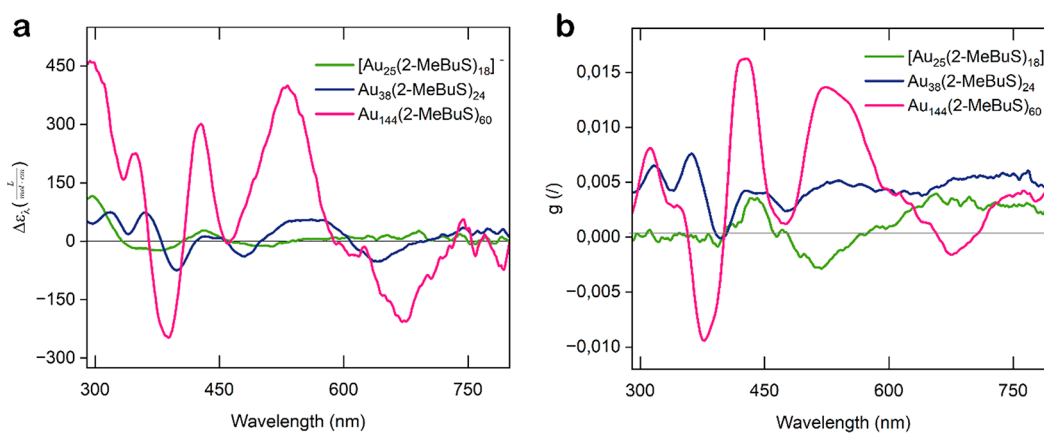 a
450
300
150
0
−150
−300
Δελ(L/mol·cm)
[Au25(2-MeBuS)18]-
Au38(2-MeBuS)24
Au144(2-MeBuS)60
300 450 600 750
Wavelength (nm)
b
0,015
0,010
0,005
0,000
−0,005
−0,010
g (/)
[Au25(2-MeBuS)18]
Au38(2-MeBuS)24
Au144(2-MeBuS)60
300 450 600 750
Wavelength (nm)